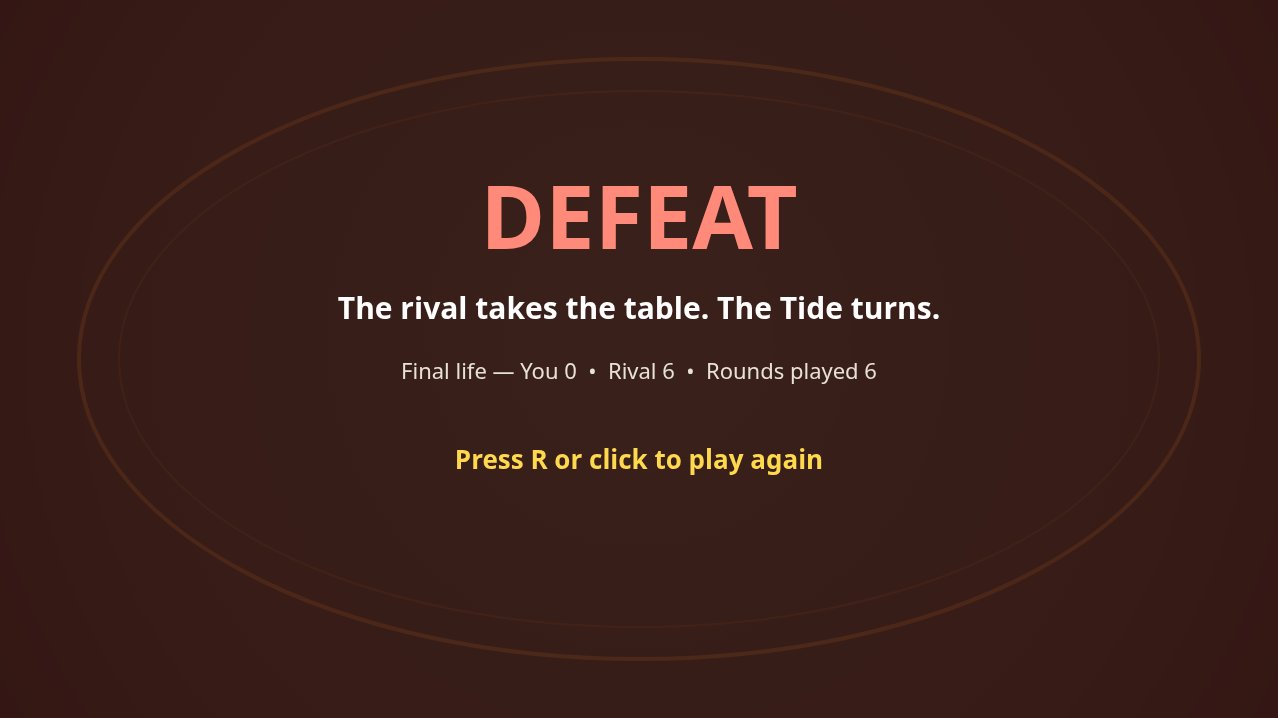 DEFEAT
The rival takes the table. The Tide turns.
Final life — You 0 • Rival 6 • Rounds played 6
Press R or click to play again